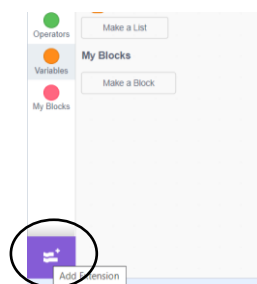 Operators
Make a List
Variables
My Blocks
Make a Block
My Blocks
Add Extension